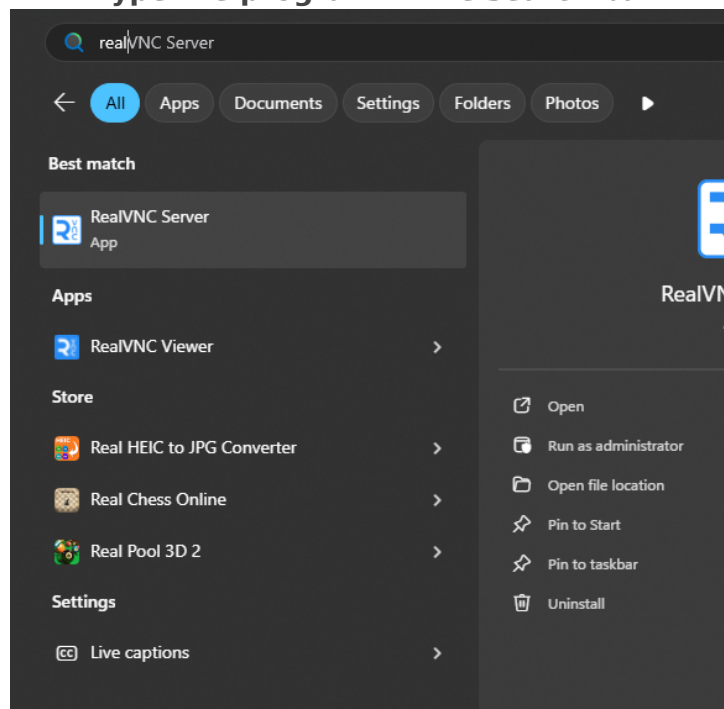 realVNC Server
All Apps Documents Settings Folders Photos
Best match
RealVNC Server
App
Apps
RealVNC Viewer
Store
Real HEIC to JPG Converter
Real Chess Online
Real Pool 3D 2
Settings
Live captions
Open
Run as administrator
Open file location
Pin to Start
Pin to taskbar
Uninstall